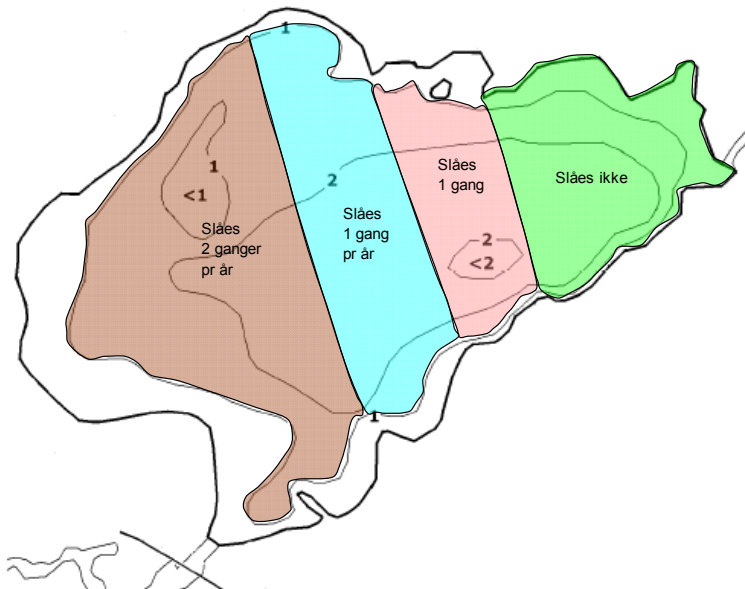 1
Slåes
1 gang
Slåes ikke
1
2
<1
Slåes
2 ganger
pr år
Slåes
1 gang
pr år
2
<2
1